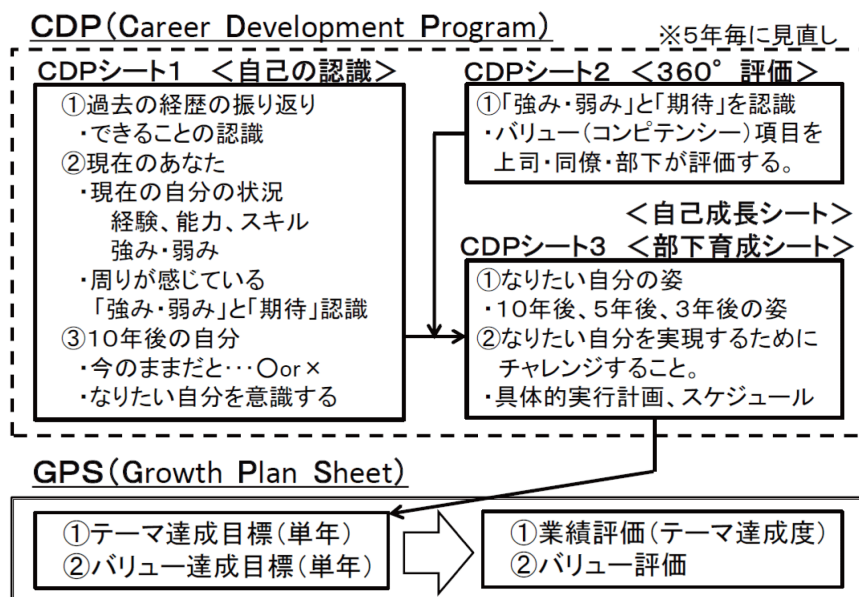 CDP(Career Development Program)
※5年毎に見直し
CDPシート1 <自己の認識>
①過去の経歴の振り返り
・できることの認識
②現在のあなた
・現在の自分の状況
経験、能力、スキル
強み・弱み
・周りが感じている
「強み・弱み」と「期待」認識
③10年後の自分
・今のままだと…〇or×
・なりたい自分を意識する
CDPシート2 <360°評価>
①「強み・弱み」と「期待」を認識
・バリュー(コンピテンシー)項目を
上司・同僚・部下が評価する。
<自己成長シート>
CDPシート3 <部下育成シート>
①なりたい自分の姿
・10年後、5年後、3年後の姿
②なりたい自分を実現するために
チャレンジすること。
・具体的実行計画、スケジュール
GPS(Growth Plan Sheet)
①テーマ達成目標(単年)
②バリュー達成目標(単年)
①業績評価(テーマ達成度)
②バリュー評価